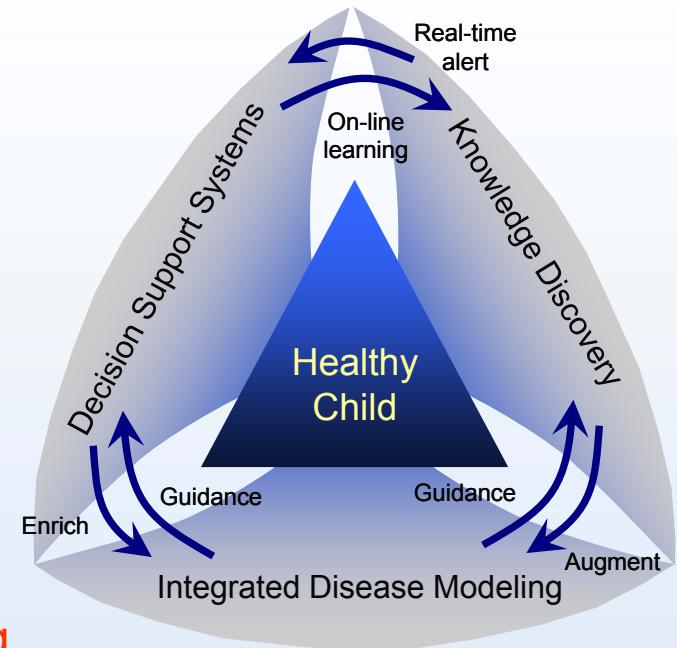 Real-time
alert
On-line
learning
Decision Support Systems
Knowledge Discovery
Healthy
Child
Guidance
Guidance
Enrich
Augment
Integrated Disease Modeling